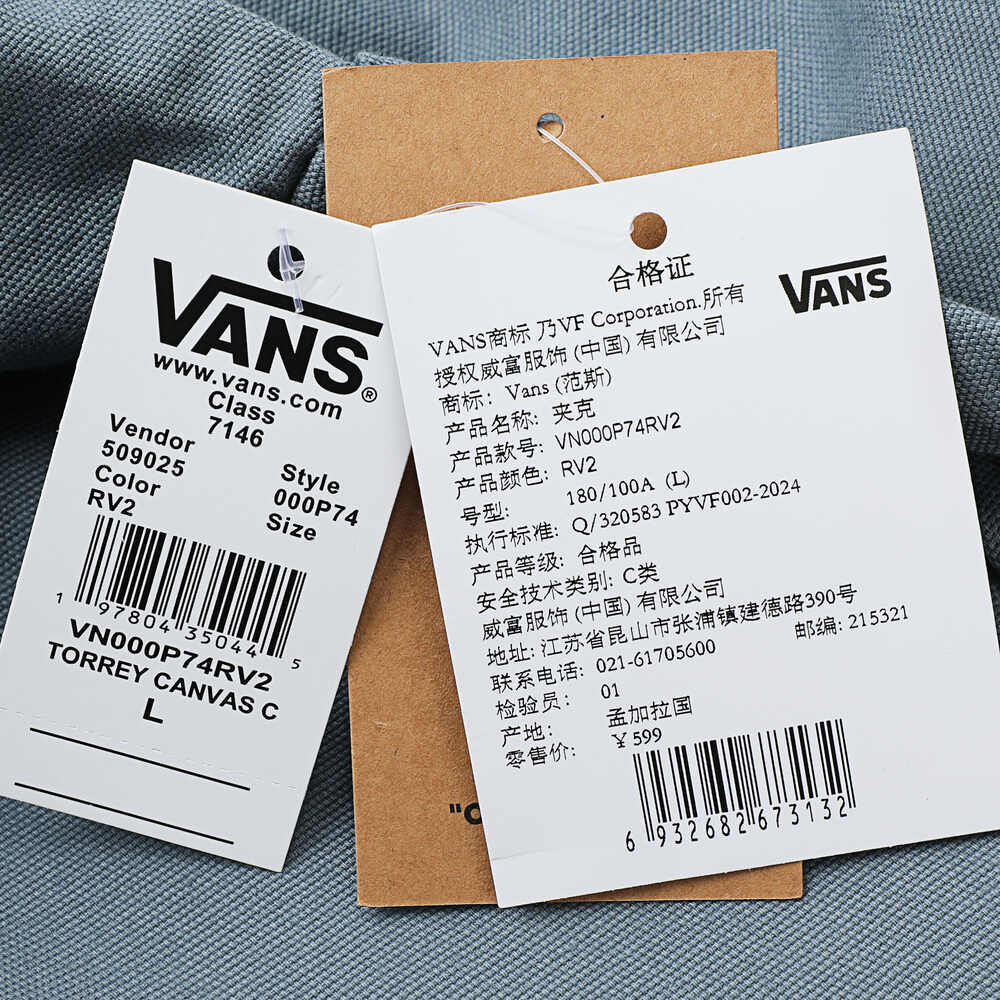 VANS®
www.vans.com
Class
7146
Vendor
509025
Style
000P74
Color
RV2
Size
1 97804 35044 5
VN000P74RV2
TORREY CANVAS C
L
"O
合格证
VANS
VANS商标 乃VF Corporation.所有
授权威富服饰 (中国) 有限公司
商标: Vans (范斯)
产品名称: 夹克
产品款号: VN000P74RV2
产品颜色: RV2
号型: 180/100A (L)
执行标准: Q/320583 PYVF002-2024
产品等级: 合格品
安全技术类别: C类
威富服饰 (中国) 有限公司
地址: 江苏省昆山市张浦镇建德路390号
邮编: 215321
联系电话: 021-61705600
检验员: 01
产地: 孟加拉国
零售价: ¥ 599
6 932682 673132